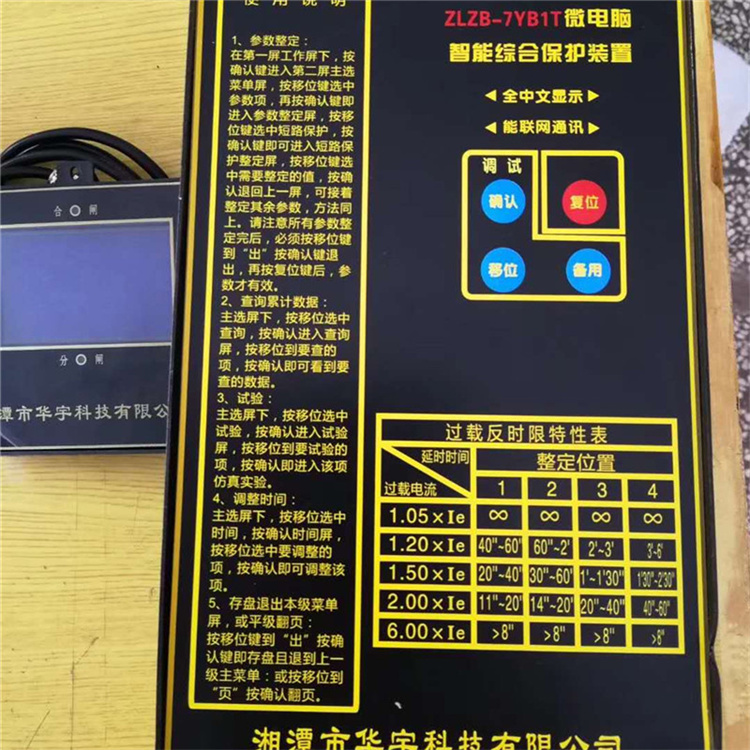 使用说明
1、参数整定：
在第一屏工作屏下，按
确认键进入第二屏主选
菜单屏，按移位键选中
参数项，再按确认键即
进入参数整定屏，按移
位键选中短路保护，按
确认键即可进入短路保
护整定屏，按移位键选
中需要整定的值，按确
认退回上一屏，可接着
整定其余参数，方法同
上。请注意所有参数整
定完后，必须按移位键
到“出”按确认键退
出，再按复位键后，参
数才有效。
2、查询累计数据：
主选屏下，按移位选中
查询，按确认进入查询
屏，按移位到要查的
项，按确认即可看到要
查的数据。
3、试验：
主选屏下，按移位选中
试验，按确认进入试验
屏，按移位到要试验的
项，按确认即进入该项
仿真实验。
4、调整时间：
主选屏下，按移位选中
时间，按确认时间屏，
按移位选中要调整的
项，按确认即可调整该
项。
5、存盘退出本级菜单
屏，或平级翻页：
按移位键到“出”按确
认键即存盘且退到上一
级主菜单：或按移位到
“页”按确认翻页。
ZLZB-7YB1T微电脑
智能综合保护装置
全中文显示
能联网通讯
调试
确认 复位
移位 备用
过载反时限特性表
延时时间 整定位置
过载电流 1 2 3 4
1.05×Ie ∞ ∞ ∞ ∞
1.20×Ie 40"~60" 60"~2' 2'~3' 3'-6'
1.50×Ie 20"~40" 30"~60" 1'~1'30" 1'30"~2'30"
2.00×Ie 11"~20" 14"~20" 20"~40" 40"-60"
6.00×Ie >8" >8" >8" >8"
湘潭市华宇科技有限公司
合 闸
分 闸
潭市华宇科技有限公